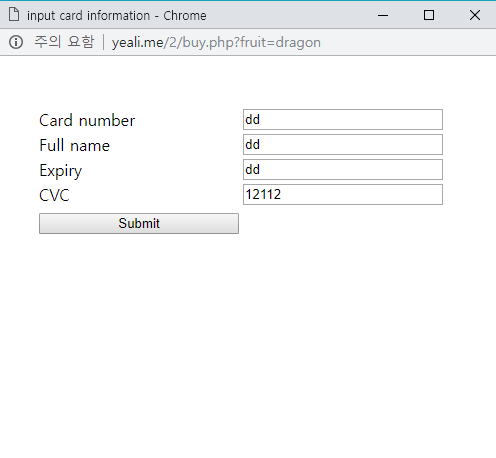 input card information - Chrome
주의 요함 | yeali.me/2/buy.php?fruit=dragon
Card number dd
Full name dd
Expiry dd
CVC 12112
Submit